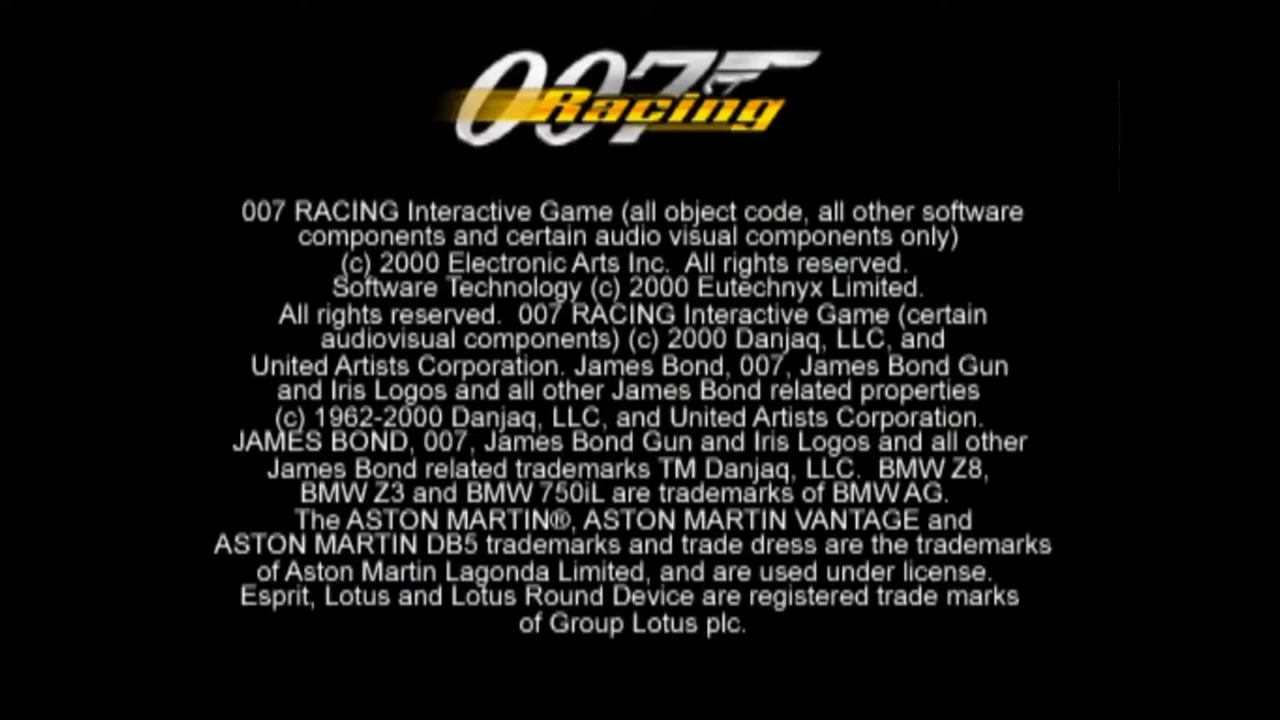 007
Racing
007 RACING Interactive Game (all object code, all other software
components and certain audio visual components only)
(c) 2000 Electronic Arts Inc.  All rights reserved.
Software Technology (c) 2000 Eutechnyx Limited.
All rights reserved.  007 RACING Interactive Game (certain
audiovisual components) (c) 2000 Danjaq, LLC, and
United Artists Corporation. James Bond, 007, James Bond Gun
and Iris Logos and all other James Bond related properties
(c) 1962-2000 Danjaq, LLC, and United Artists Corporation.
JAMES BOND, 007, James Bond Gun and Iris Logos and all other
James Bond related trademarks TM Danjaq, LLC.  BMW Z8,
BMW Z3 and BMW 750iL are trademarks of BMW AG.
The ASTON MARTIN®, ASTON MARTIN VANTAGE and
ASTON MARTIN DB5 trademarks and trade dress are the trademarks
of Aston Martin Lagonda Limited, and are used under license.
Esprit, Lotus and Lotus Round Device are registered trade marks
of Group Lotus plc.